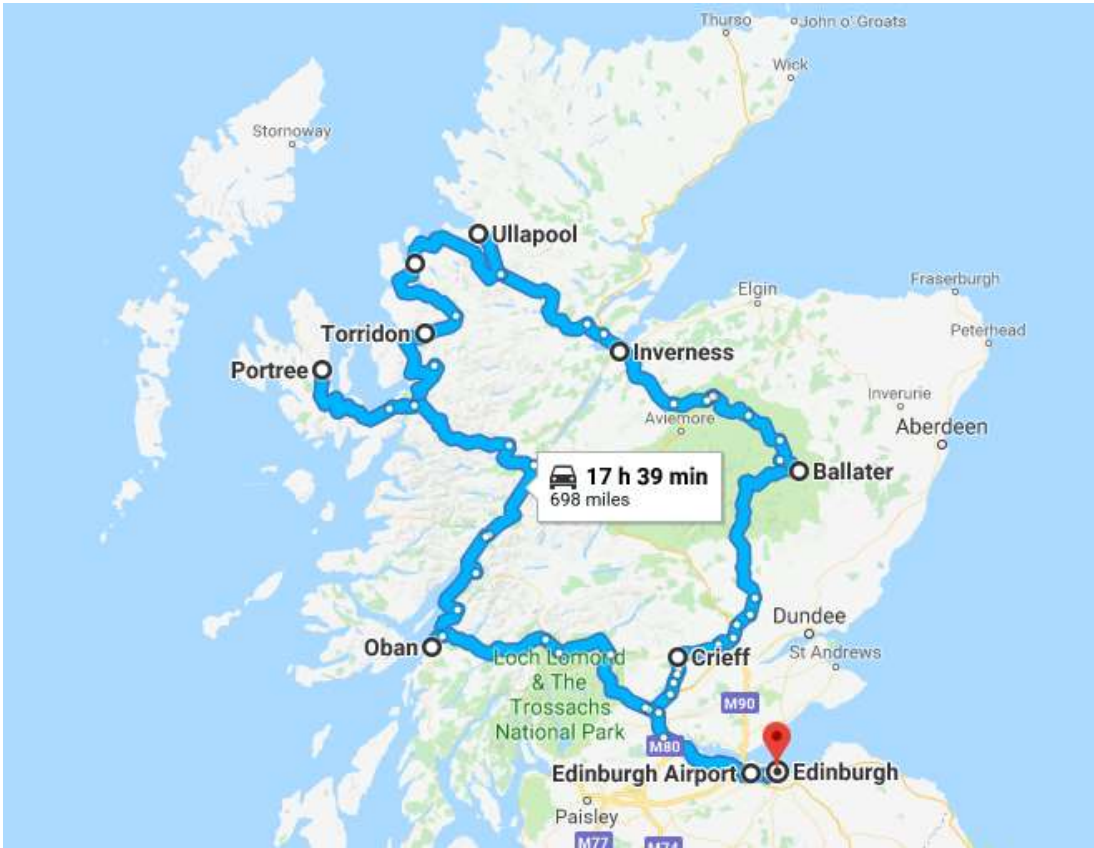 Thurso
John o' Groats
Wick
Stornoway
Ullapool
Fraserburgh
Elgin
Peterhead
Torridon
Inverness
Portree
Inverurie
Aviemore
Aberdeen
Ballater
17 h 39 min
698 miles
Dundee
Oban
Crieff
St Andrews
Loch Lomond
& The
Trossachs
National Park
M90
M80
Edinburgh Airport
Edinburgh
Paisley
M77
M74